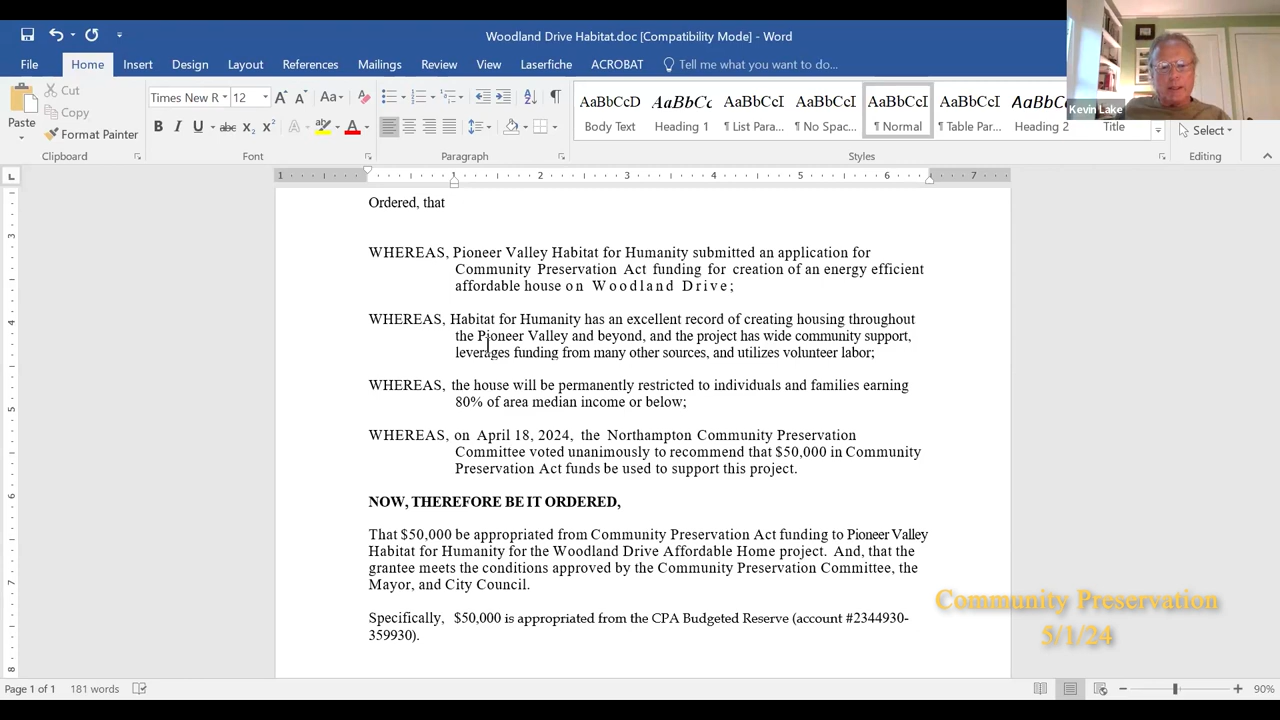 Woodland Drive Habitat.doc [Compatibility Mode] - Word
File Home Insert Design Layout References Mailings Review View Laserfiche ACROBAT Tell me what you want to do...
Paste
Cut
Copy
Format Painter
Clipboard
Times New R 12
Font
Paragraph
AaBbCcD AaBbCc AaBbCcI AaBbCcI AaBbCcI AaBbCcI AaBbCc
Body Text Heading 1 ¶ List Para... ¶ No Spac... ¶ Normal ¶ Table Par... Heading 2 Title
Styles
Select
Editing
Kevin Lake
1 1 2 3 4 5 6 7
Ordered, that
WHEREAS, Pioneer Valley Habitat for Humanity submitted an application for
Community Preservation Act funding for creation of an energy efficient
affordable house on Woodland Drive;
WHEREAS, Habitat for Humanity has an excellent record of creating housing throughout
the Pioneer Valley and beyond, and the project has wide community support,
leverages funding from many other sources, and utilizes volunteer labor;
WHEREAS, the house will be permanently restricted to individuals and families earning
80% of area median income or below;
WHEREAS, on April 18, 2024, the Northampton Community Preservation
Committee voted unanimously to recommend that $50,000 in Community
Preservation Act funds be used to support this project.
NOW, THEREFORE BE IT ORDERED,
That $50,000 be appropriated from Community Preservation Act funding to Pioneer Valley
Habitat for Humanity for the Woodland Drive Affordable Home project. And, that the
grantee meets the conditions approved by the Community Preservation Committee, the
Mayor, and City Council.
Specifically, $50,000 is appropriated from the CPA Budgeted Reserve (account #2344930-
359930).
Community Preservation
5/1/24
Page 1 of 1 181 words
90%